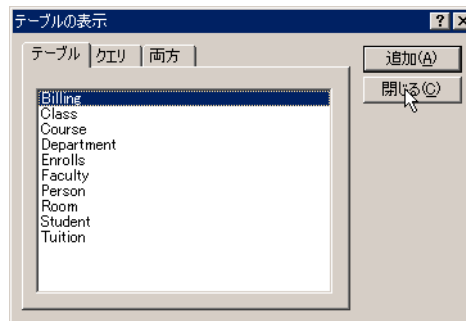 テーブルの表示
テーブル クエリ 両方
追加(A)
閉じる(C)
Billing
Class
Course
Department
Enrolls
Faculty
Person
Room
Student
Tuition